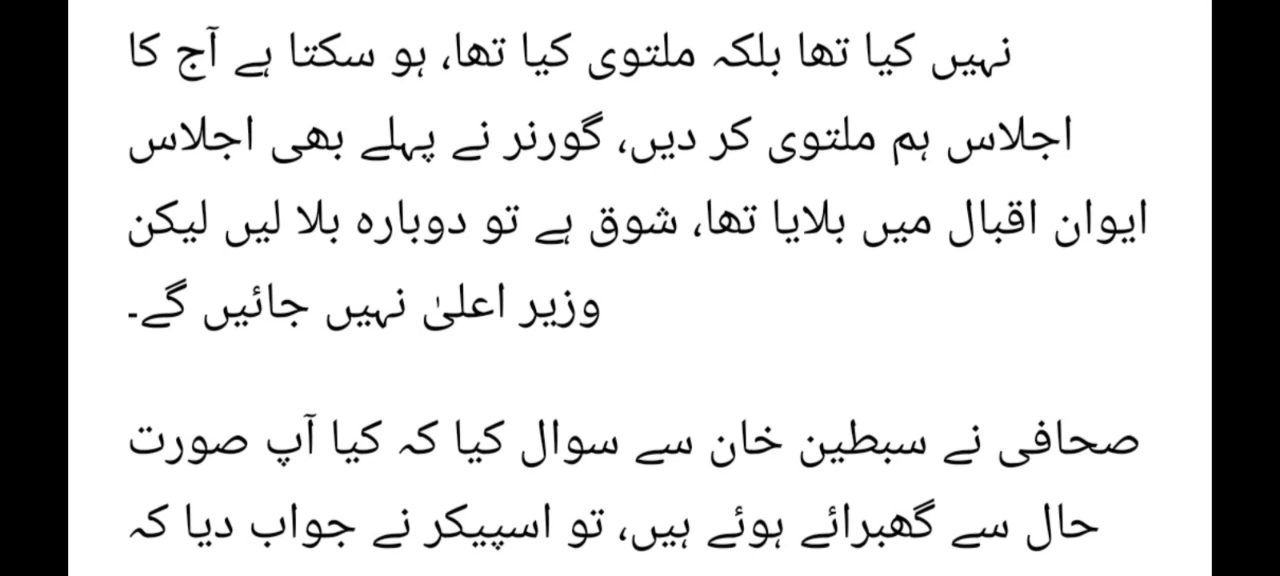 نہیں کیا تھا بلکہ ملتوی کیا تھا، ہو سکتا ہے آج کا
اجلاس ہم ملتوی کر دیں، گورنر نے پہلے بھی اجلاس
ایوان اقبال میں بلایا تھا، شوق ہے تو دوبارہ بلا لیں لیکن
وزیر اعلیٰ نہیں جائیں گے۔
صحافی نے سبطین خان سے سوال کیا کہ کیا آپ صورت
حال سے گھبرائے ہوئے ہیں، تو اسپیکر نے جواب دیا کہ